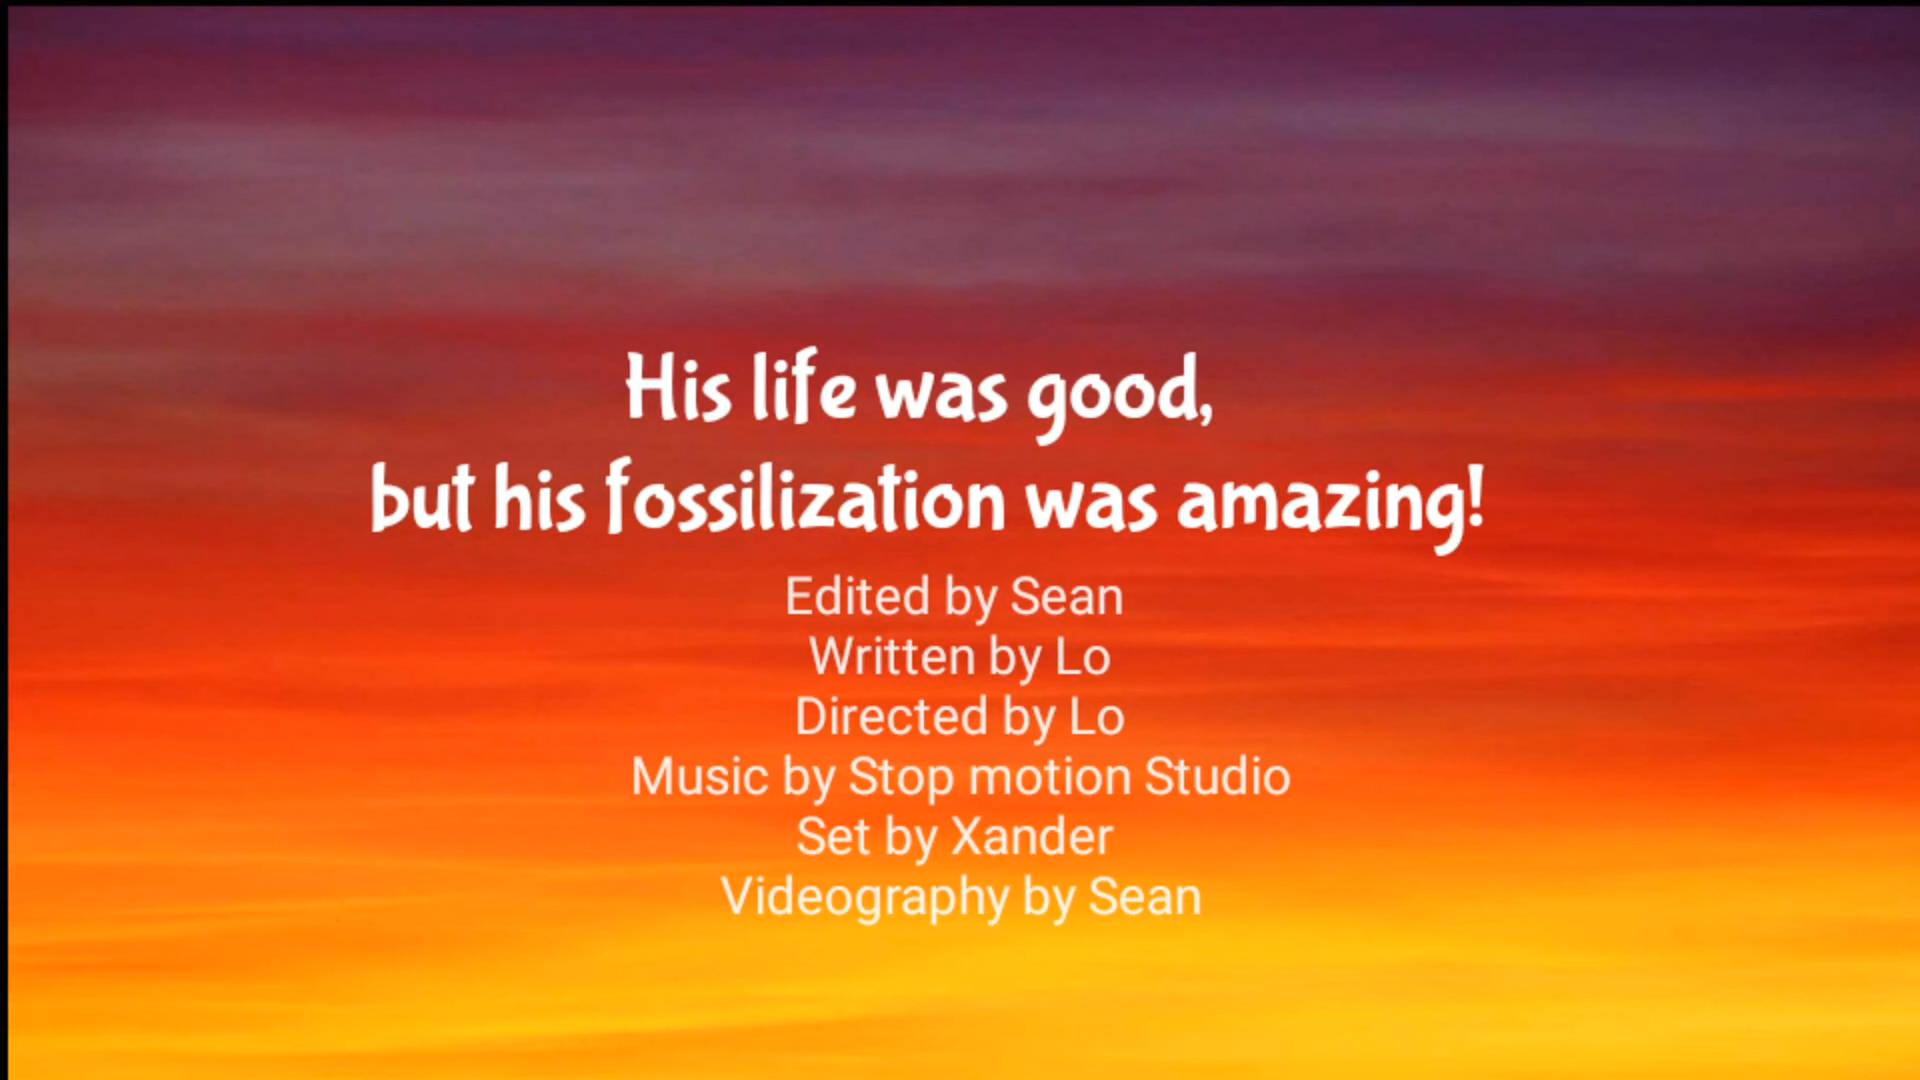 His life was good,
but his fossilization was amazing!
Edited by Sean
Written by Lo
Directed by Lo
Music by Stop motion Studio
Set by Xander
Videography by Sean